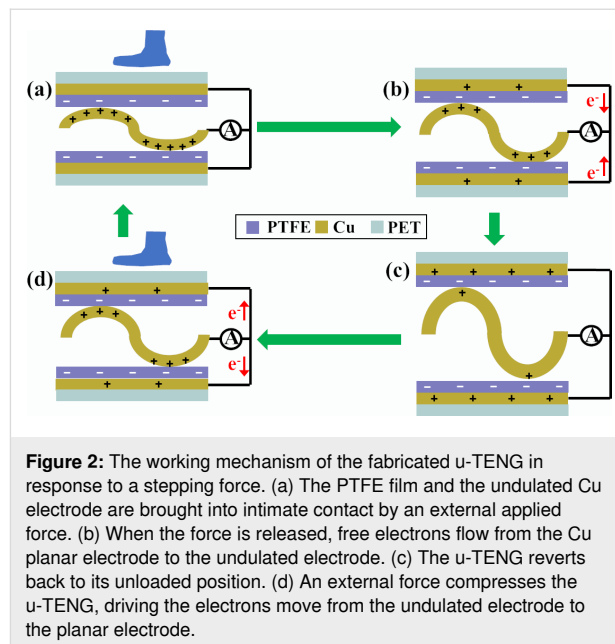 (a)
+ + + + +
− − − − −
+ + + + +
− − − − −
A
(b)
+ +
− − − − −
+ + +
+ + +
− − − − −
+ +
e-
A
e-
PTFE Cu PET
(d)
+ +
− − − − −
+ + +
+ + +
− − − − −
+ +
e-
A
e-
(c)
+ + + +
− − − − −
+
+
− − − − −
+ + + +
A
Figure 2: The working mechanism of the fabricated u-TENG in
response to a stepping force. (a) The PTFE film and the undulated Cu
electrode are brought into intimate contact by an external applied
force. (b) When the force is released, free electrons flow from the Cu
planar electrode to the undulated electrode. (c) The u-TENG reverts
back to its unloaded position. (d) An external force compresses the
u-TENG, driving the electrons move from the undulated electrode to
the planar electrode.